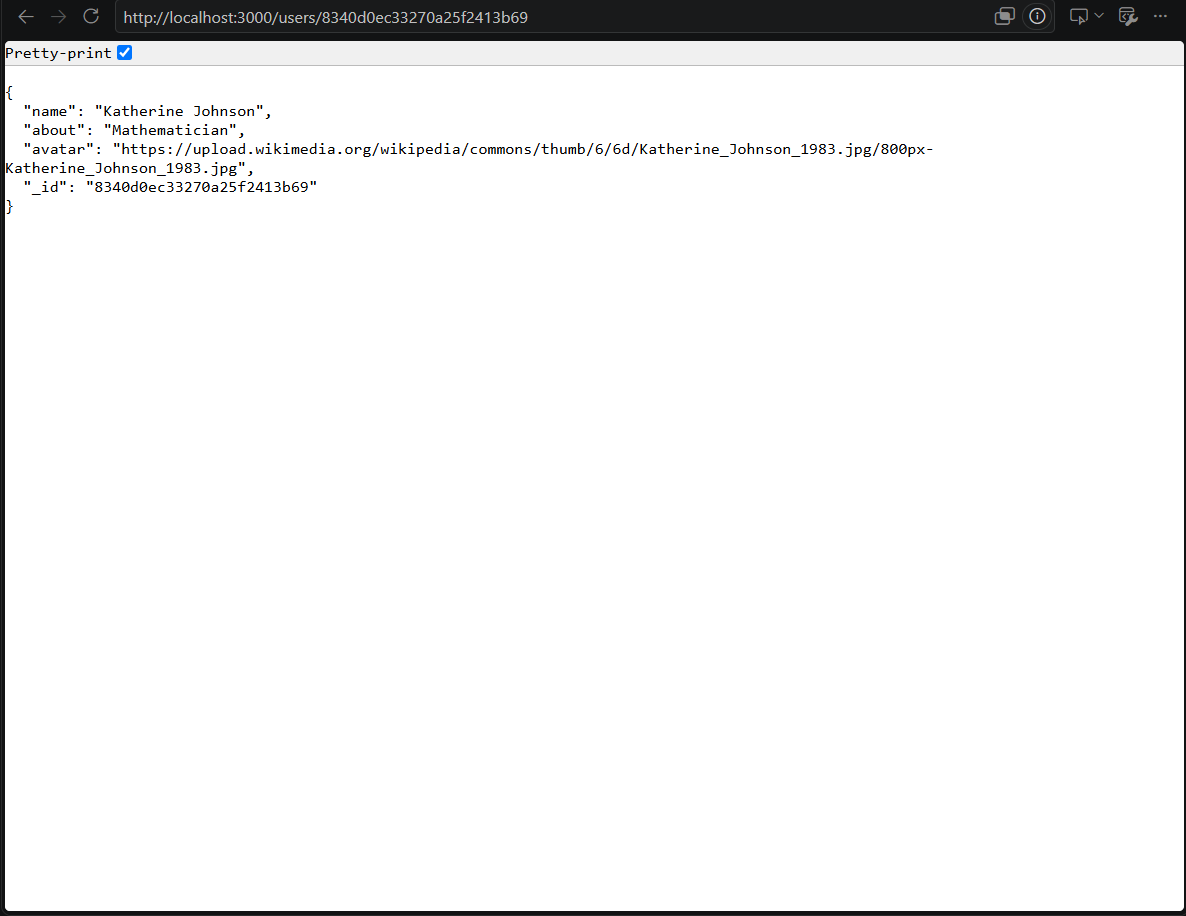 http://localhost:3000/users/8340d0ec33270a25f2413b69
Pretty-print
{
  "name": "Katherine Johnson",
  "about": "Mathematician",
  "avatar": "https://upload.wikimedia.org/wikipedia/commons/thumb/6/6d/Katherine_Johnson_1983.jpg/800px-
Katherine_Johnson_1983.jpg",
  "_id": "8340d0ec33270a25f2413b69"
}